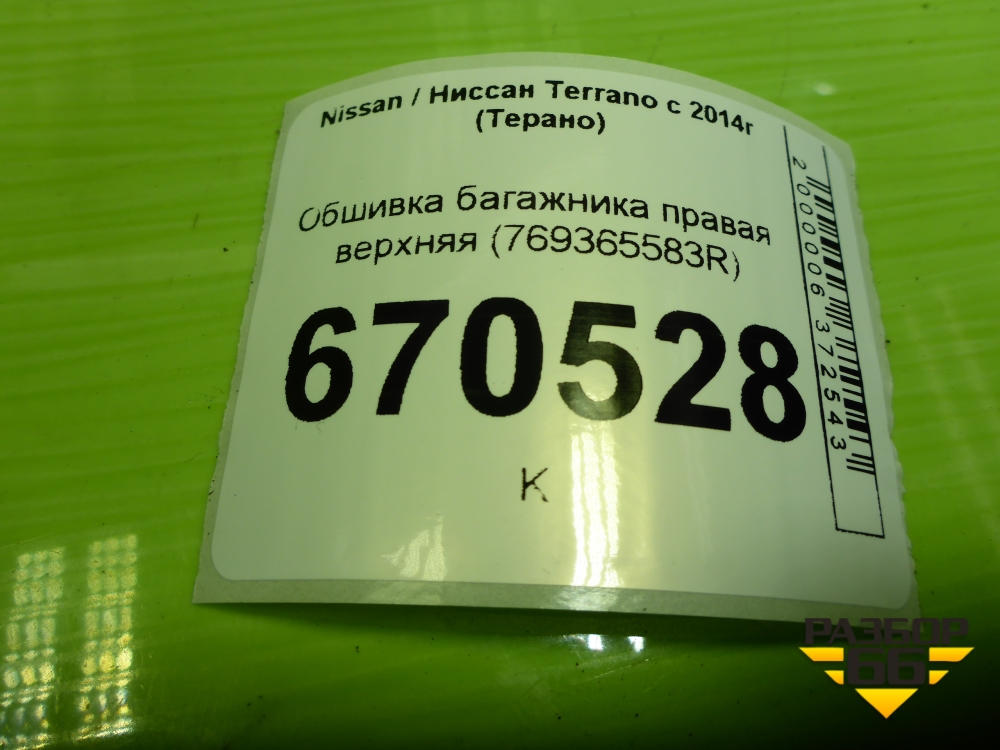 Nissan / Ниссан Terrano с 2014г
(Терано)
Обшивка багажника правая
верхняя (769365583R)
670528
К
2000006372543
РАЗБОР
66